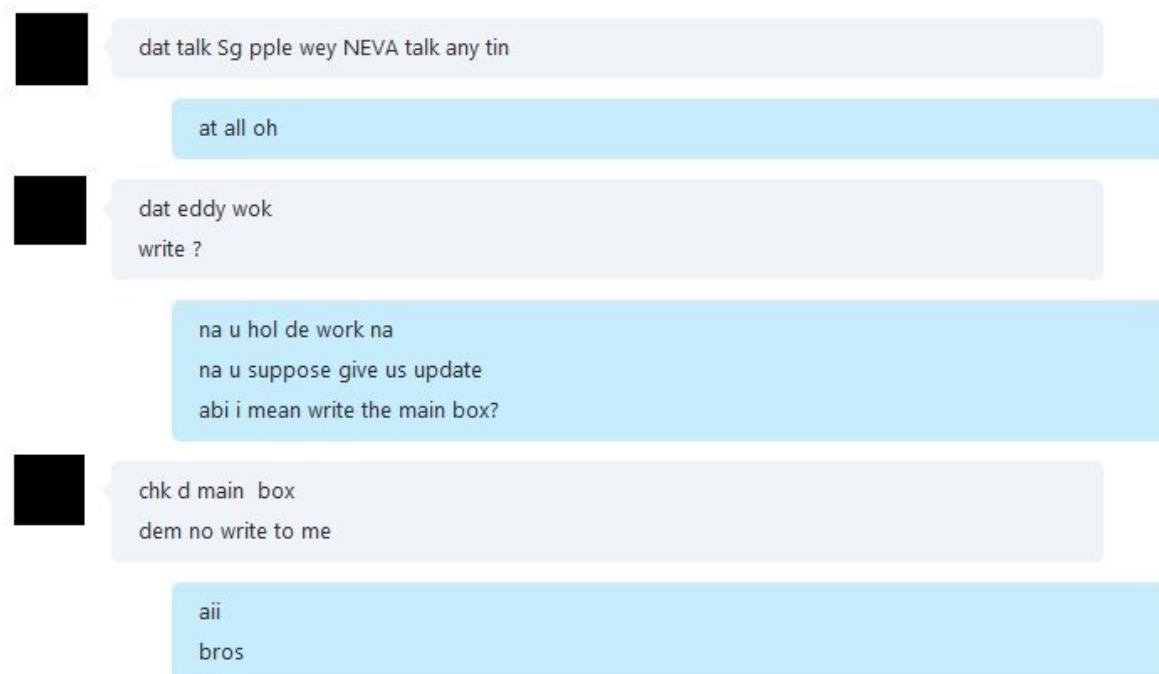 dat talk Sg pple wey NEVA talk any tin
at all oh
dat eddy wok
write ?
na u hol de work na
na u suppose give us update
abi i mean write the main box?
chk d main  box
dem no write to me
aii
bros